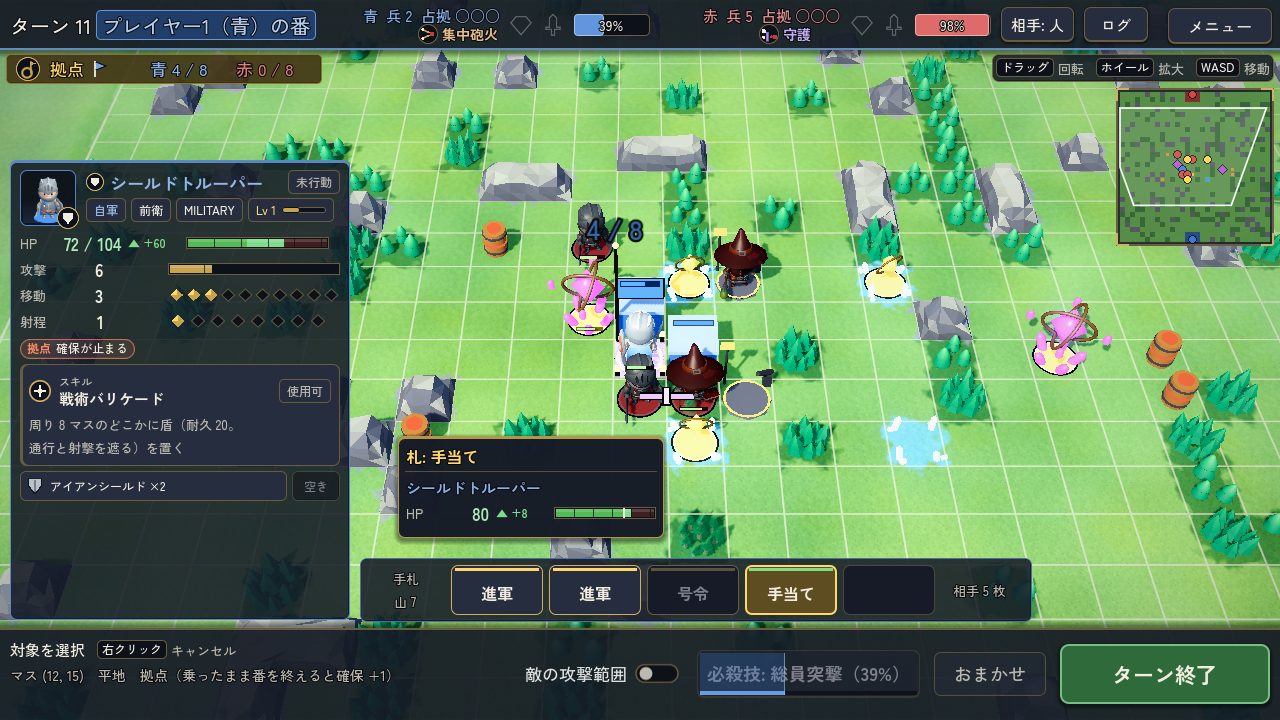 ターン 11 プレイヤー1（青）の番
青 兵 2 占拠 〇〇〇
集中砲火
39%
赤 兵 5 占拠 〇〇〇
守護
98%
相手: 人
ログ
メニュー
拠点 青 4 / 8 赤 0 / 8
ドラッグ 回転 ホイール 拡大 WASD 移動
シールドトルーパー 未行動
自軍 前衛 MILITARY Lv 1
HP 72 / 104 ▲ +60
攻撃 6
移動 3
射程 1
拠点 確保が止まる
スキル
戦術バリケード 使用可
周り 8 マスのどこかに盾（耐久 20。
通行と射撃を遮る）を置く
アイアンシールド ×2 空き
4 / 8
札: 手当て
シールドトルーパー
HP 80 ▲ +8
手札
山 7
進軍
進軍
号令
手当て
相手 5 枚
対象を選択 右クリック キャンセル
マス (12, 13) 平地 拠点（乗ったまま番を終えると確保 +1）
敵の攻撃範囲
必殺技: 総員突撃（39%）
おまかせ
ターン終了